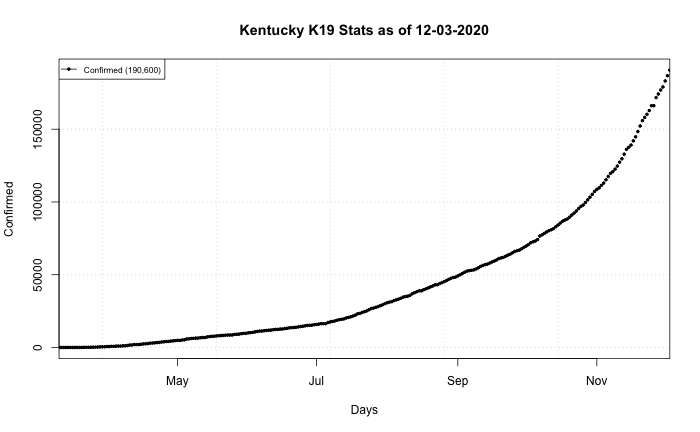 Kentucky K19 Stats as of 12-03-2020
Confirmed (190,600)
150000
100000
50000
0
Confirmed
May Jul Sep Nov
Days